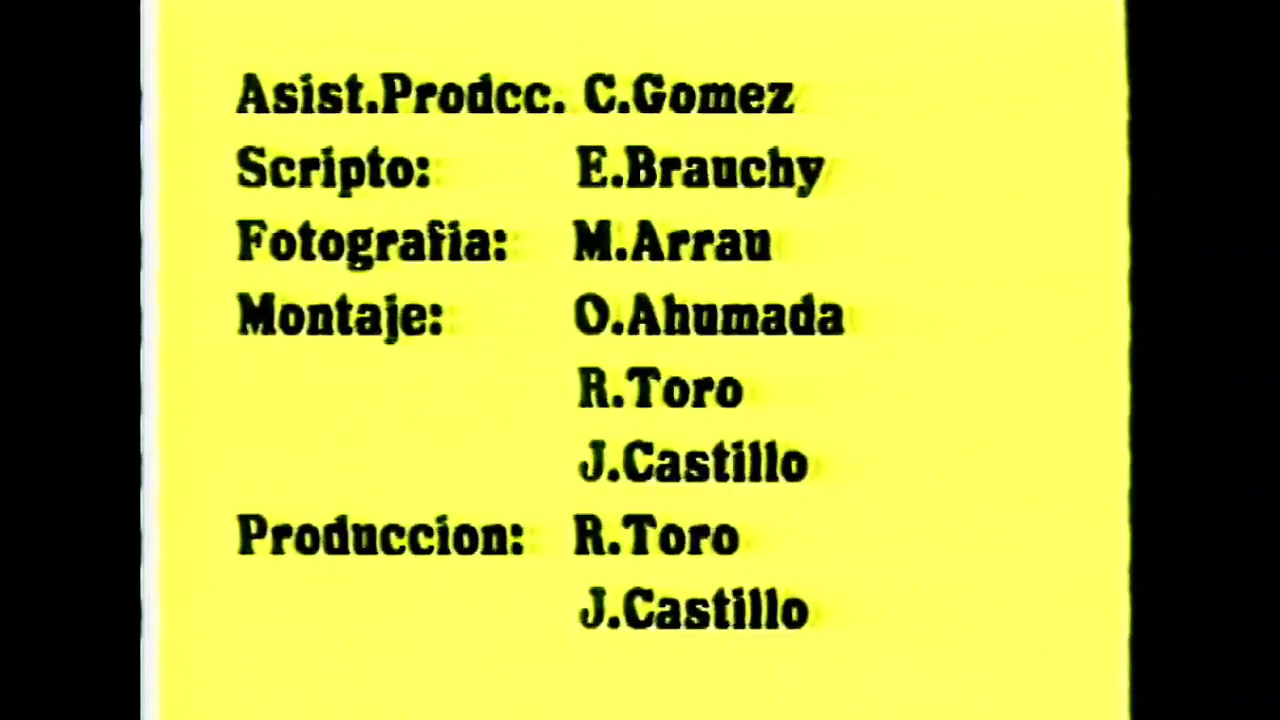 Asist.Prodcc. C.Gomez
Scripto: E.Brauchy
Fotografia: M.Arrau
Montaje: O.Ahumada
R.Toro
J.Castillo
Produccion: R.Toro
J.Castillo